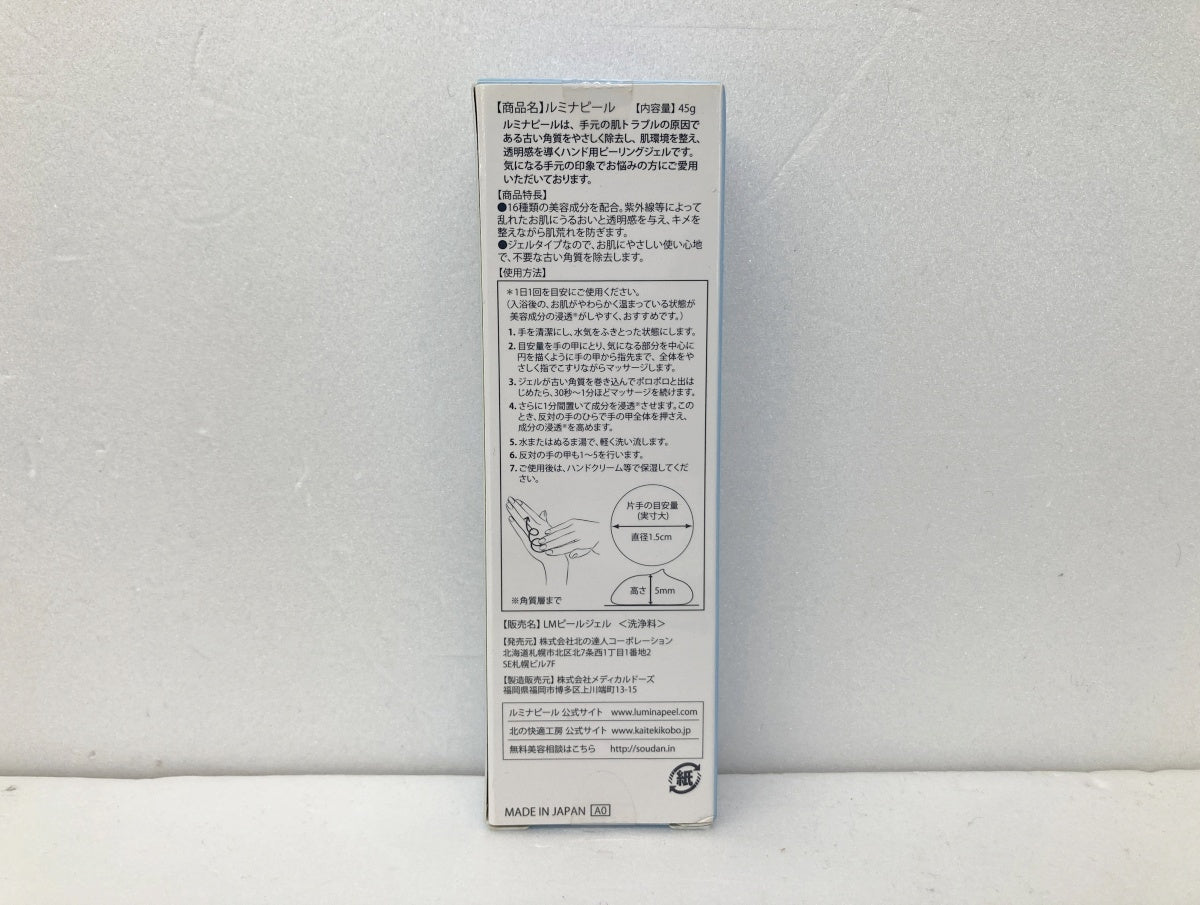 【商品名】ルミナピール 【内容量】45g
ルミナピールは、手元の肌トラブルの原因で
ある古い角質をやさしく除去し、肌環境を整え、
透明感を導くハンド用ピーリングジェルです。
気になる手元の印象でお悩みの方にご愛用
いただいております。
【商品特長】
●16種類の美容成分を配合。紫外線等によって
乱れたお肌にうるおいと透明感を与え、キメを
整えながら肌荒れを防ぎます。
●ジェルタイプなので、お肌にやさしい使い心地
で、不要な古い角質を除去します。
【使用方法】
＊1日1回を目安にご使用ください。
(入浴後の、お肌がやわらかく温まっている状態が
美容成分の浸透※がしやすく、おすすめです。)
1. 手を清潔にし、水気をふきとった状態にします。
2. 目安量を手の甲にとり、気になる部分を中心に
円を描くように手の甲から指先まで、全体をや
さしく指でこすりながらマッサージします。
3. ジェルが古い角質を巻き込んでポロポロと出は
じめたら、30秒～1分ほどマッサージを続けます。
4. さらに1分間置いて成分を浸透※させます。この
とき、反対の手のひらで手の甲全体を押さえ、
成分の浸透※を高めます。
5. 水またはぬるま湯で、軽く洗い流します。
6. 反対の手の甲も1～5を行います。
7. ご使用後は、ハンドクリーム等で保湿してくだ
さい。
片手の目安量
(実寸大)
直径1.5cm
高さ 5mm
※角質層まで
【販売名】LMピールジェル ＜洗浄料＞
【発売元】株式会社北の達人コーポレーション
北海道札幌市北区北7条西1丁目1番地2
SE札幌ビル7F
【製造販売元】株式会社メディカルドーズ
福岡県福岡市博多区上川端町13-15
ルミナピール 公式サイト www.luminapeel.com
北の快適工房 公式サイト www.kaitekikobo.jp
無料美容相談はこちら http://soudan.in
紙
MADE IN JAPAN A0